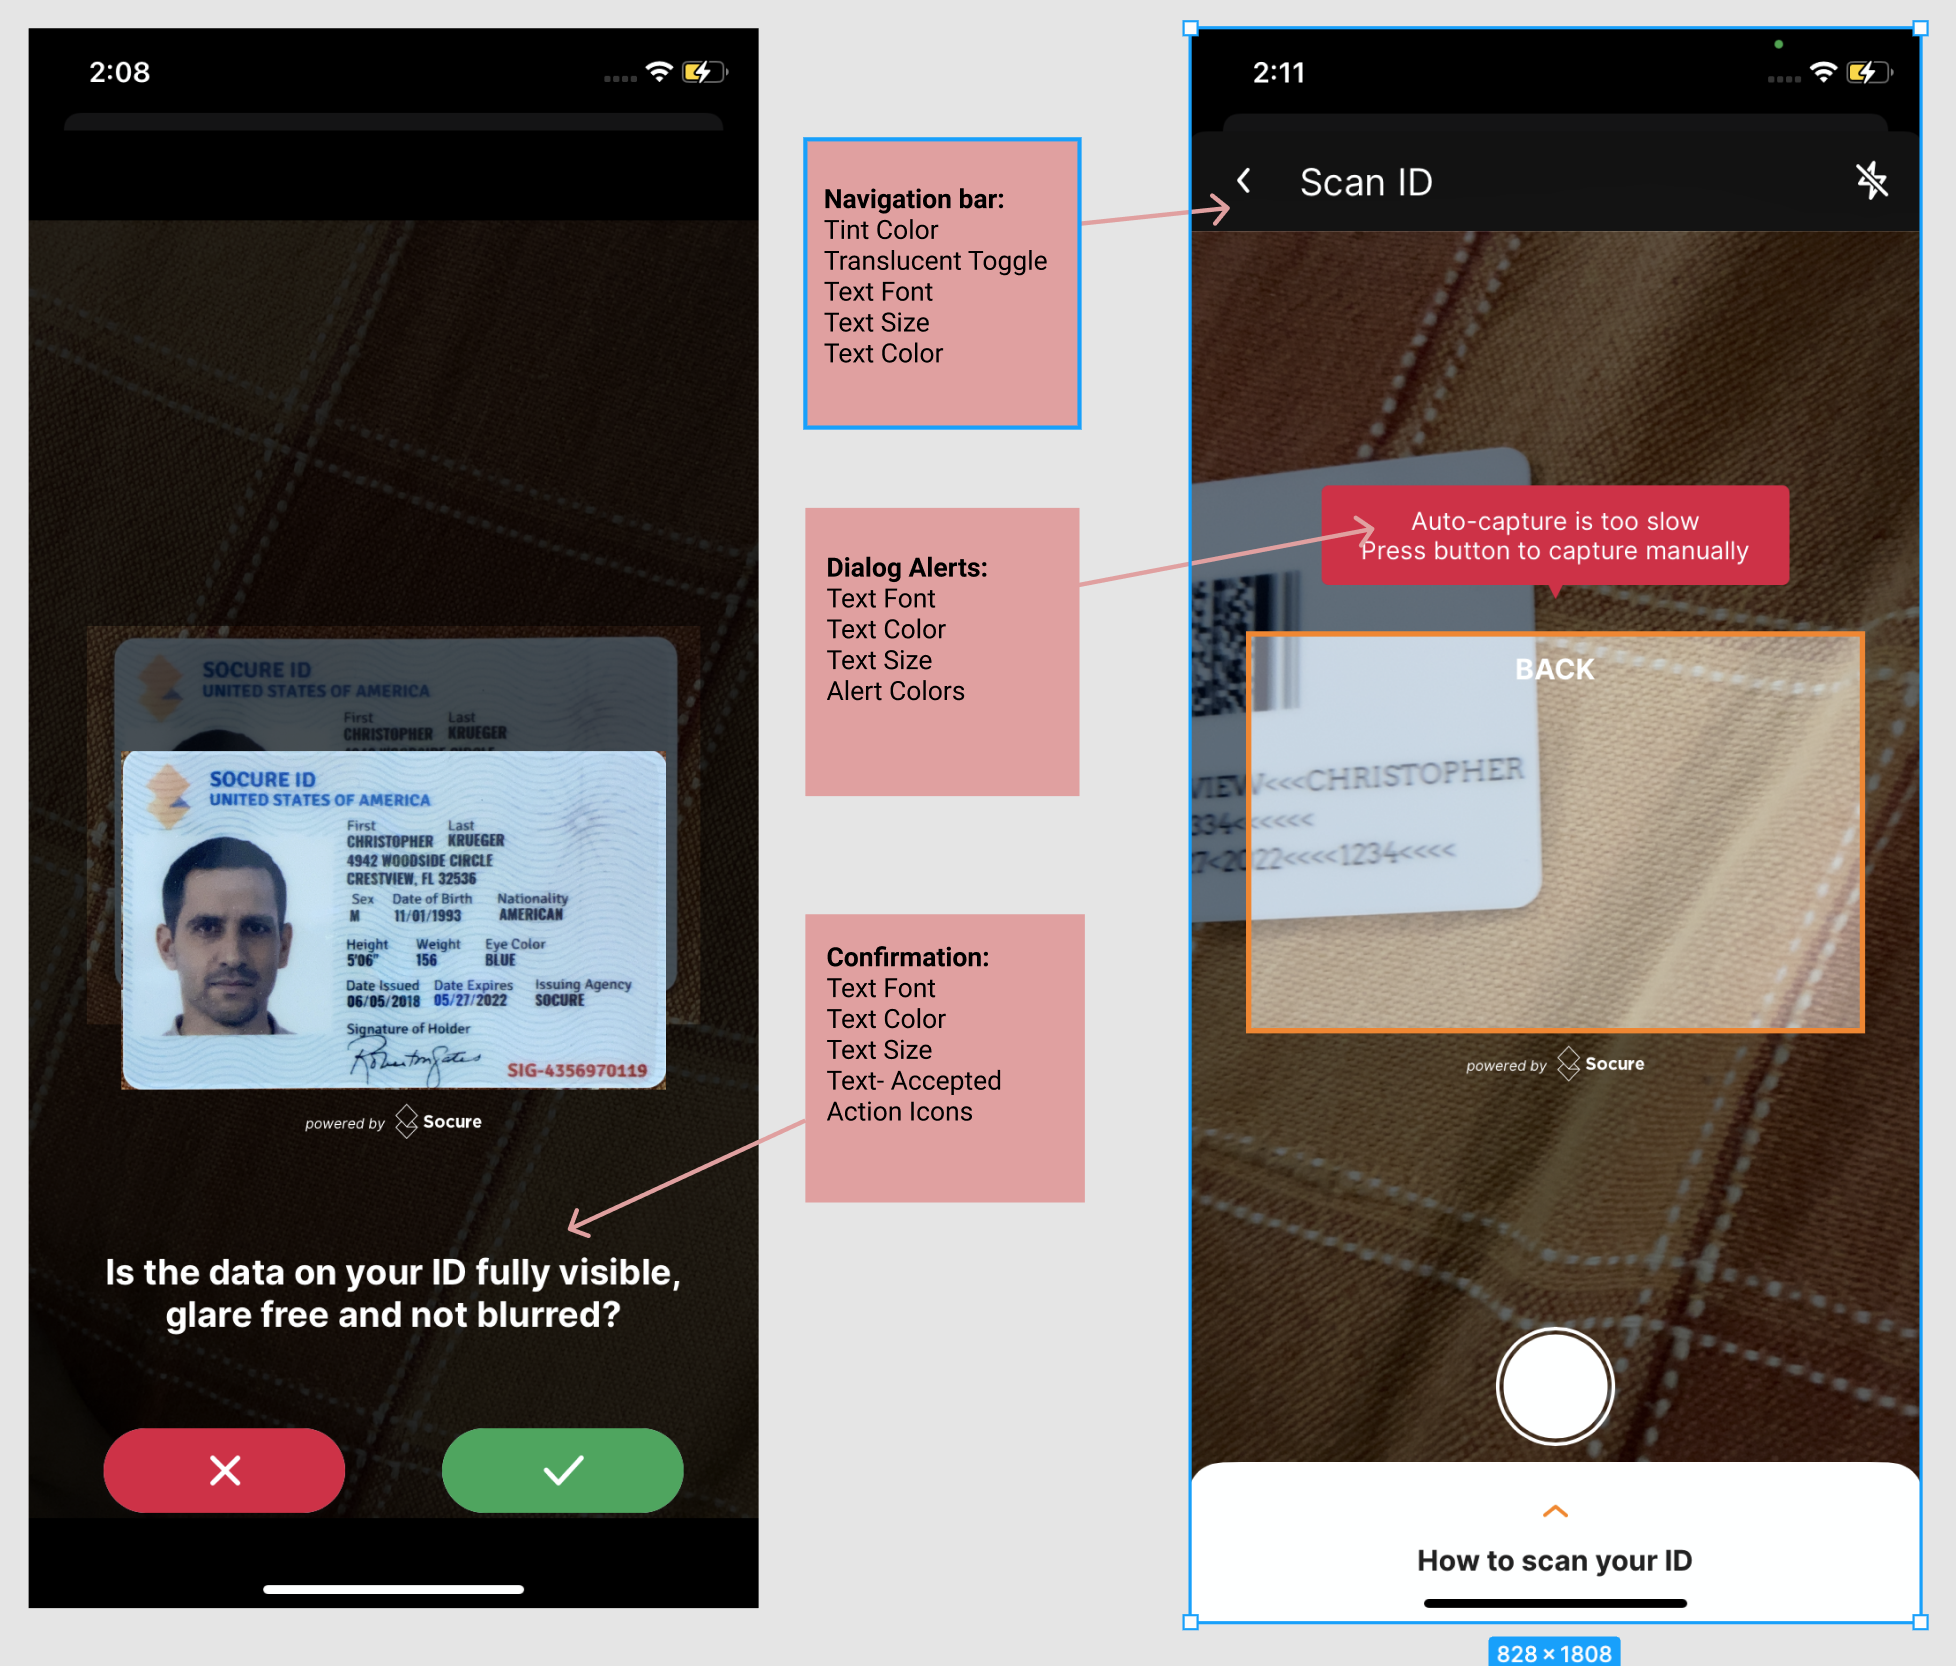 2:08
SOCURE ID
UNITED STATES OF AMERICA
First Last
CHRISTOPHER KRUEGER
SOCURE ID
UNITED STATES OF AMERICA
First Last
CHRISTOPHER KRUEGER
4942 WOODSIDE CIRCLE
CRESTVIEW, FL 32536
Sex Date of Birth Nationality
M 11/01/1993 AMERICAN
Height Weight Eye Color
5'06" 156 BLUE
Date Issued Date Expires Issuing Agency
06/05/2018 05/27/2022 SOCURE
Signature of Holder
SIG-4356970119
powered by Socure
Is the data on your ID fully visible,
glare free and not blurred?
Navigation bar:
Tint Color
Translucent Toggle
Text Font
Text Size
Text Color
Dialog Alerts:
Text Font
Text Color
Text Size
Alert Colors
Confirmation:
Text Font
Text Color
Text Size
Text- Accepted
Action Icons
2:11
Scan ID
Auto-capture is too slow
Press button to capture manually
BACK
VIEW<<<CHRISTOPHER
334<<<<<<
7<2022<<<<1234<<<<
powered by Socure
How to scan your ID
828 × 1808